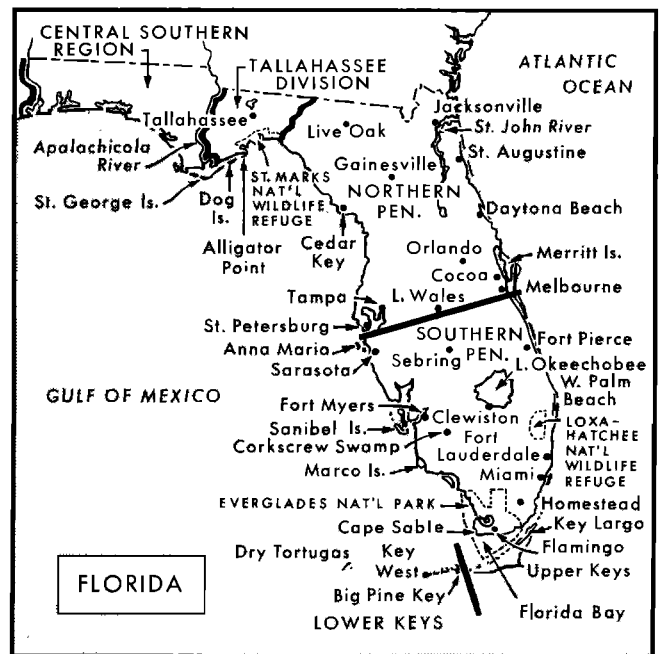 CENTRAL SOUTHERN
REGION
TALLAHASSEE
DIVISION
ATLANTIC
OCEAN
Tallahassee
Live Oak
Jacksonville
St. John River
Apalachicola
River
St. Augustine
Gainesville
ST. MARKS
NAT'L
WILDLIFE
REFUGE
NORTHERN
PEN.
St. George Is.
Dog
Is.
Daytona Beach
Alligator
Point
Cedar
Key
Orlando
Merritt Is.
Cocoa
Tampa
L. Wales
Melbourne
St. Petersburg
SOUTHERN
PEN.
Fort Pierce
Anna Maria
Sebring
Sarasota
L. Okeechobee
W. Palm
Beach
GULF OF MEXICO
Fort Myers
Clewiston
Sanibel Is.
LOXA-
HATCHEE
NAT'L
WILDLIFE
REFUGE
Corkscrew Swamp
Fort
Lauderdale
Marco Is.
Miami
EVERGLADES NAT'L PARK
Homestead
Cape Sable
Key Largo
Flamingo
Dry Tortugas
Key
West
Upper Keys
Big Pine Key
Florida Bay
FLORIDA
LOWER KEYS